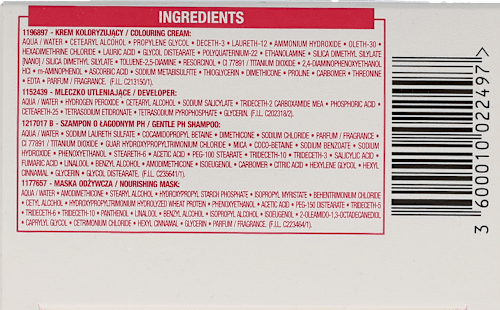 INGREDIENTS
1196897 - KREM KOLORYZUJĄCY / COLOURING CREAM:
AQUA / WATER • CETEARYL ALCOHOL • PROPYLENE GLYCOL • DECETH-3 • LAURETH-12 • AMMONIUM HYDROXIDE • OLETH-30 •
HEXADIMETHRINE CHLORIDE • LAURIC ACID • GLYCOL DISTEARATE • POLYQUATERNIUM-22 • ETHANOLAMINE • SILICA DIMETHYL SILYLATE
[NANO] / SILICA DIMETHYL SILYLATE • TOLUENE-2,5-DIAMINE • RESORCINOL • CI 77891 / TITANIUM DIOXIDE • 2,4-DIAMINOPHENOXYETHANOL
HCl • m-AMINOPHENOL • ASCORBIC ACID • SODIUM METABISULFITE • THIOGLYCERIN • DIMETHICONE • PROLINE • CARBOMER • THREONINE
• EDTA • PARFUM / FRAGRANCE. (F.I.L. C213150/1).
1152439 - MLECZKO UTLENIAJĄCE / DEVELOPER:
AQUA / WATER • HYDROGEN PEROXIDE • CETEARYL ALCOHOL • SODIUM SALICYLATE • TRIDECETH-2 CARBOXAMIDE MEA • PHOSPHORIC ACID •
CETEARETH-25 • TETRASODIUM ETIDRONATE • TETRASODIUM PYROPHOSPHATE • GLYCERIN. (F.I.L. C202318/2).
1217017 B - SZAMPON O ŁAGODNYM PH / GENTLE PH SHAMPOO:
AQUA / WATER • SODIUM LAURETH SULFATE • COCAMIDOPROPYL BETAINE • DIMETHICONE • SODIUM CHLORIDE • PARFUM / FRAGRANCE
• CI 77891 / TITANIUM DIOXIDE • GUAR HYDROXYPROPYLTRIMONIUM CHLORIDE • MICA • COCO-BETAINE • SODIUM BENZOATE • SODIUM
HYDROXIDE • PHENOXYETHANOL • STEARETH-6 • ACETIC ACID • PEG-100 STEARATE • TRIDECETH-10 • TRIDECETH-3 • SALICYLIC ACID •
FUMARIC ACID • LINALOOL • BENZYL ALCOHOL • AMODIMETHICONE • ISOEUGENOL • CARBOMER • CITRIC ACID • HEXYLENE GLYCOL • HEXYL
CINNAMAL • GLYCERIN • GLYCOL DISTEARATE. (F.I.L. C235641/1).
1177657 - MASKA ODŻYWCZA / NOURISHING MASK:
AQUA / WATER • AMODIMETHICONE • STEARYL ALCOHOL • HYDROXYPROPYL STARCH PHOSPHATE • ISOPROPYL MYRISTATE • BEHENTRIMONIUM CHLORIDE
• CETYL ALCOHOL • HYDROXYPROPYLTRIMONIUM HYDROLYZED WHEAT PROTEIN • PHENOXYETHANOL • ACETIC ACID • PEG-150 DISTEARATE • TRIDECETH-5
• TRIDECETH-6 • TRIDECETH-10 • PANTHENOL • LINALOOL • BENZYL ALCOHOL • ISOPROPYL ALCOHOL • ISOEUGENOL • 2-OLEAMIDO-1,3-OCTADECANEDIOL
• CAPRYLYL GLYCOL • CETRIMONIUM CHLORIDE • HEXYL CINNAMAL • GLYCERIN • PARFUM / FRAGRANCE. (F.I.L. C223464/1).
3 600010 022497 >